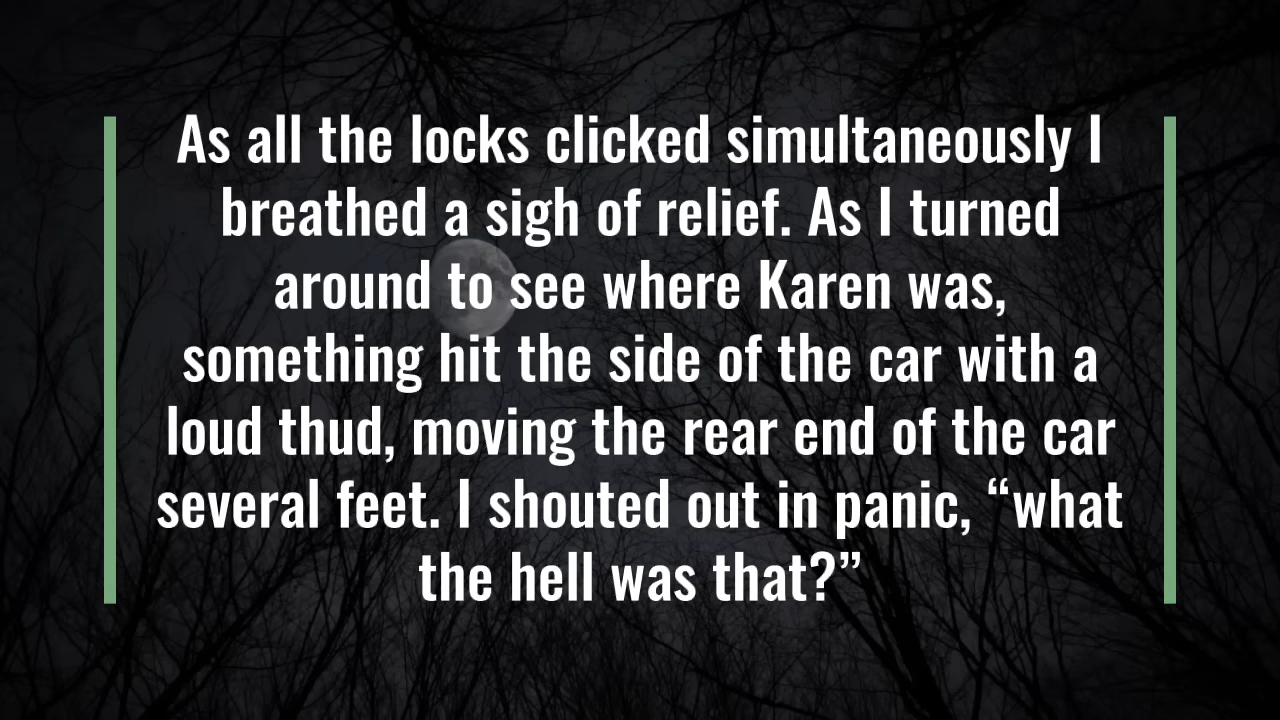 As all the locks clicked simultaneously I
breathed a sigh of relief. As I turned
around to see where Karen was,
something hit the side of the car with a
loud thud, moving the rear end of the car
several feet. I shouted out in panic, “what
the hell was that?”